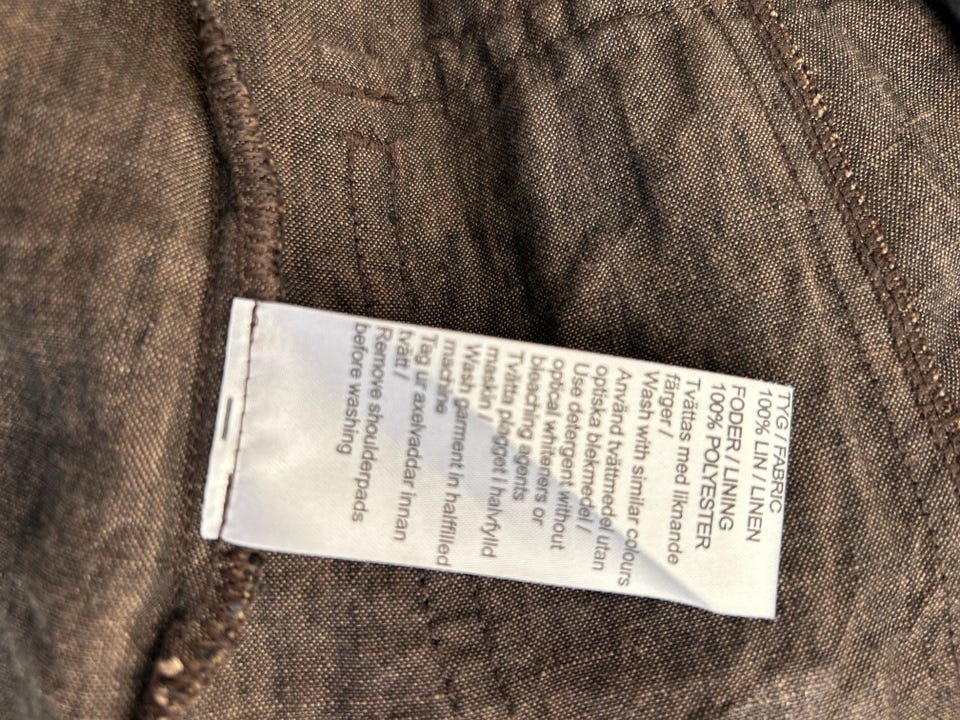 TYG / FABRIC
100% LIN / LINEN
FODER / LINING
100% POLYESTER
Tvättas med liknande
färger /
Wash with similar colours
Använd tvättmedel utan
optiska blekmedel /
Use detergent without
optical whiteners or
bleaching agents
Tvätta plagget i halvfylld
maskin /
Wash garment in halffilled
machine
Tag ur axelvaddar innan
tvätt /
Remove shoulderpads
before washing